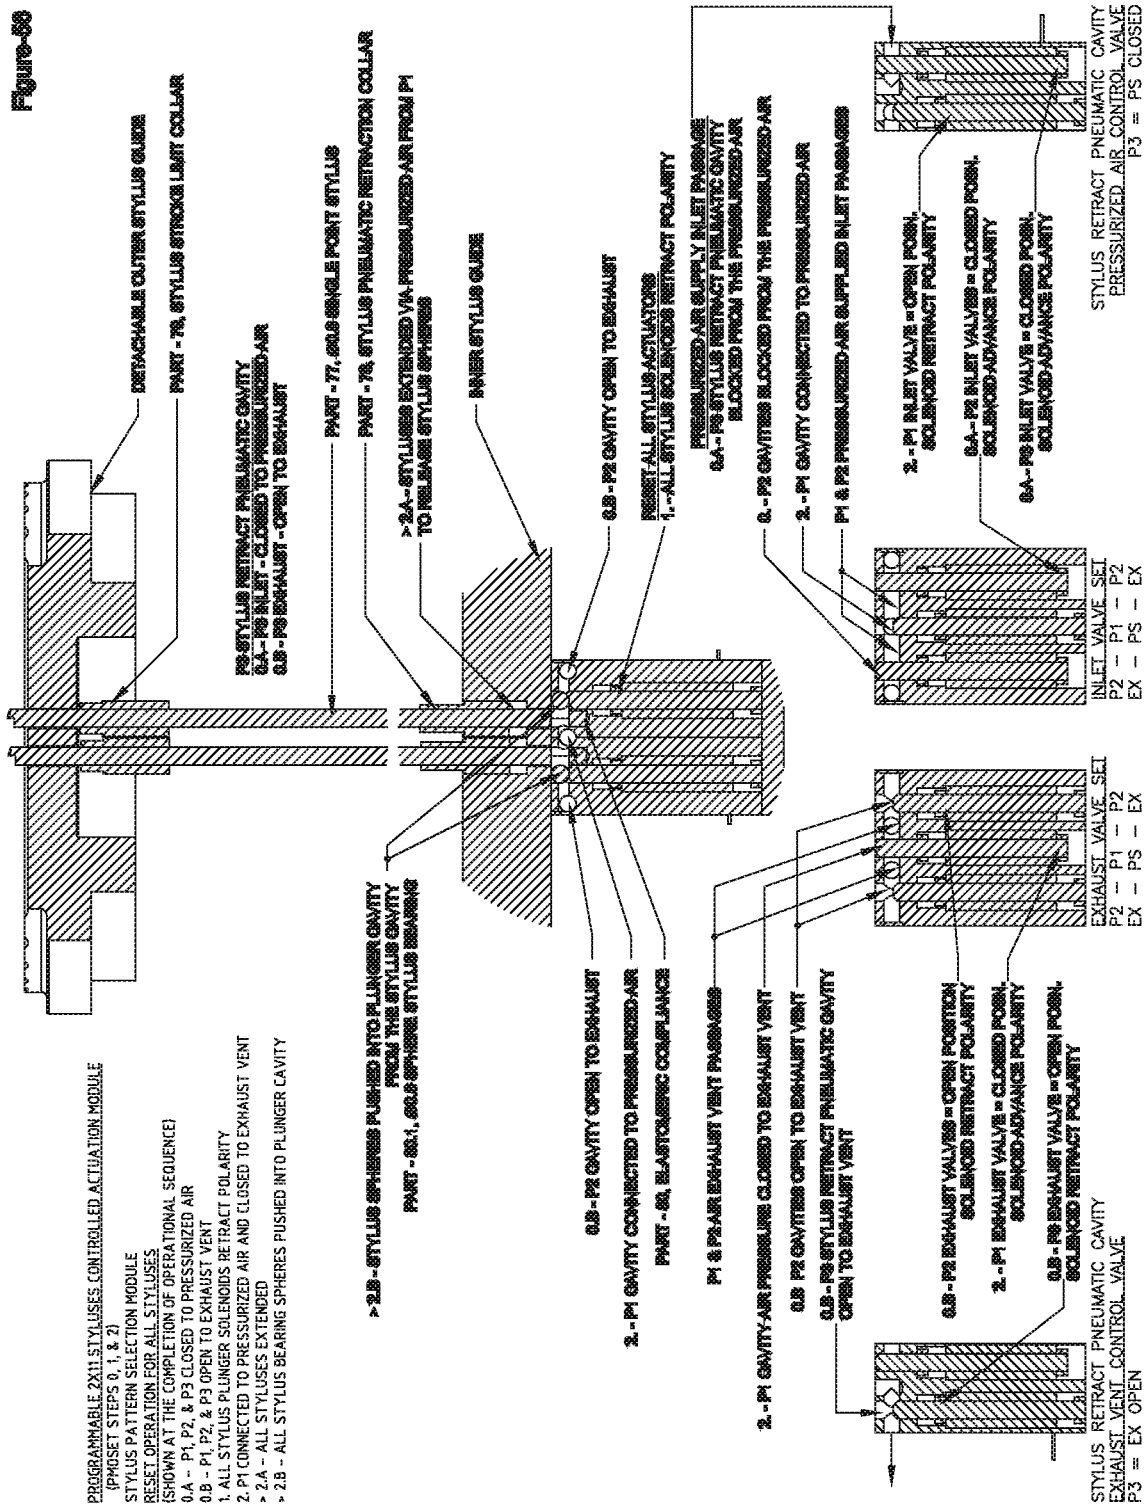 Figure-58
PROGRAMMABLE 2X11 STYLUSES CONTROLLED ACTUATION MODULE
(PMOSET STEPS 0, 1, & 2)
STYLUS PATTERN SELECTION MODULE
RESET OPERATION FOR ALL STYLUSES
(SHOWN AT THE COMPLETION OF OPERATIONAL SEQUENCE)
0.A - P1, P2, & P3 CLOSED TO PRESSURIZED AIR
0.B - P1, P2, & P3 OPEN TO EXHAUST VENT
1. ALL STYLUS PLUNGER SOLENOIDS RETRACT POLARITY
2. P1 CONNECTED TO PRESSURIZED AIR AND CLOSED TO EXHAUST VENT
> 2.A - ALL STYLUSES EXTENDED
> 2.B - ALL STYLUS BEARING SPHERES PUSHED INTO PLUNGER CAVITY
DETACHABLE OUTER STYLUS GUIDE
PART - 79, STYLUS STROKE LIMIT COLLAR
P3-STYLUS RETRACT PNEUMATIC CAVITY
0.A - P3 INLET - CLOSED TO PRESSURIZED AIR
0.B - P3 EXHAUST - OPEN TO EXHAUST
PART - 77, Ø0.8 SINGLE POINT STYLUS
PART - 78, STYLUS PNEUMATIC RETRACTION COLLAR
> 2.A - STYLUSES EXTENDED VIA PRESSURIZED AIR FROM P1
TO RELEASE STYLUS SPHERES
INNER STYLUS GUIDE
> 2.B - STYLUS SPHERES PUSHED INTO PLUNGER CAVITY
FROM THE STYLUS CAVITY
PART - 80.1, Ø0.8 SPHERE STYLUS BEARING
0.B - P2 CAVITY OPEN TO EXHAUST
RESET ALL STYLUS ACTUATORS
1. - ALL STYLUS SOLENOIDS RETRACT POLARITY
PRESSURIZED AIR SUPPLY INLET PASSAGE
0.A - P3 STYLUS RETRACT PNEUMATIC CAVITY
BLOCKED FROM THE PRESSURIZED AIR
0. - P2 CAVITIES BLOCKED FROM THE PRESSURIZED AIR
2. - P1 CAVITY CONNECTED TO PRESSURIZED AIR
P1 & P2 PRESSURIZED AIR SUPPLIED INLET PASSAGES
0.B - P2 CAVITY OPEN TO EXHAUST
2. - P1 CAVITY CONNECTED TO PRESSURIZED AIR
PART - 80, ELASTOMERIC COMPLIANCE
P1 & P2 AIR EXHAUST VENT PASSAGES
2. - P1 CAVITY AIR PRESSURE CLOSED TO EXHAUST VENT
0.B P2 CAVITIES OPEN TO EXHAUST VENT
0.B - P3 STYLUS RETRACT PNEUMATIC CAVITY
OPEN TO EXHAUST VENT
2. - P1 INLET VALVE = OPEN POSN.
SOLENOID RETRACT POLARITY
0.A - P2 INLET VALVES = CLOSED POSN.
SOLENOID ADVANCE POLARITY
0.A - P3 INLET VALVE = CLOSED POSN.
SOLENOID ADVANCE POLARITY
0.B - P2 EXHAUST VALVES = OPEN POSITION
SOLENOID RETRACT POLARITY
2. - P1 EXHAUST VALVE = CLOSED POSN.
SOLENOID ADVANCE POLARITY
0.B - P3 EXHAUST VALVE = OPEN POSN.
SOLENOID RETRACT POLARITY
STYLUS RETRACT PNEUMATIC CAVITY
EXHAUST VENT CONTROL VALVE
P3 = EX OPEN
EXHAUST VALVE SET
P2 - P1 - P2
EX - PS - EX
INLET VALVE SET
P2 - P1 - P2
EX - PS - EX
STYLUS RETRACT PNEUMATIC CAVITY
PRESSURIZED AIR CONTROL VALVE
P3 = PS CLOSED